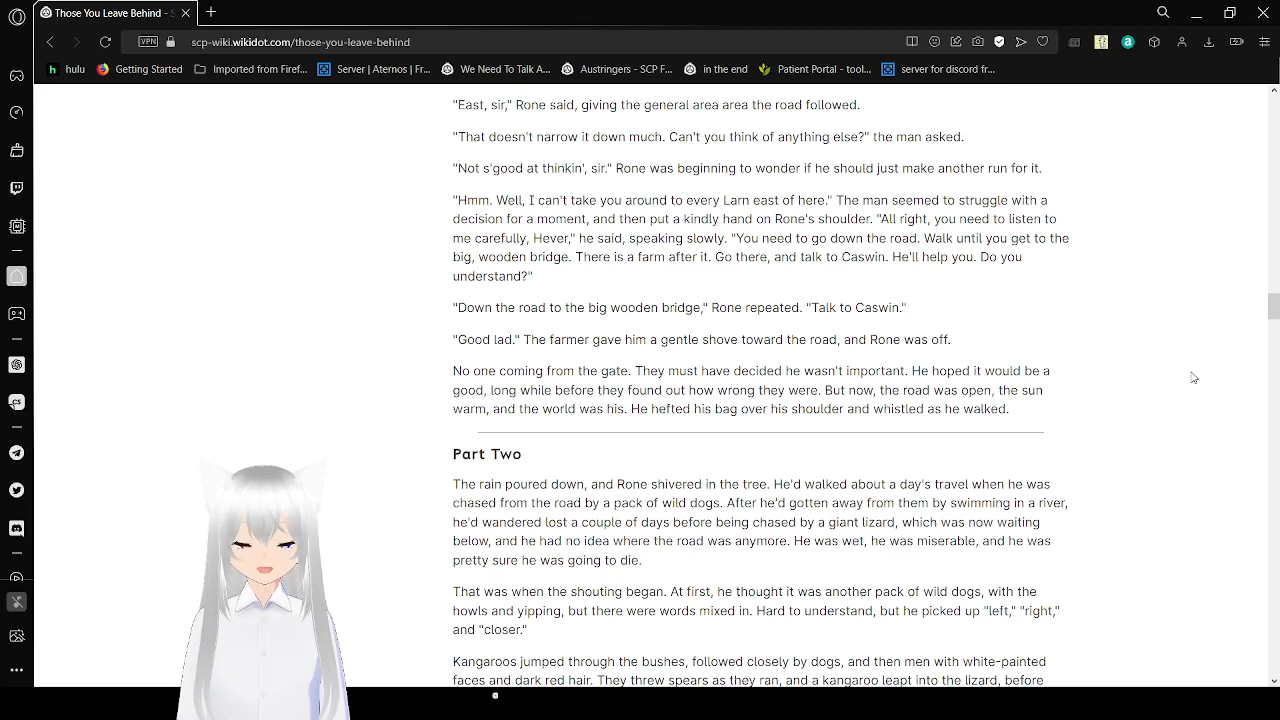 Those You Leave Behind - S
scp-wiki.wikidot.com/those-you-leave-behind
VPN
hulu
Getting Started
Imported from Firef...
Server | Aternos | Fr...
We Need To Talk A...
Austringers - SCP F...
in the end
Patient Portal - tool...
server for discord fr...
"East, sir," Rone said, giving the general area area the road followed.
"That doesn't narrow it down much. Can't you think of anything else?" the man asked.
"Not s'good at thinkin', sir." Rone was beginning to wonder if he should just make another run for it.
"Hmm. Well, I can't take you around to every Larn east of here." The man seemed to struggle with a
decision for a moment, and then put a kindly hand on Rone's shoulder. "All right, you need to listen to
me carefully, Hever," he said, speaking slowly. "You need to go down the road. Walk until you get to the
big, wooden bridge. There is a farm after it. Go there, and talk to Caswin. He'll help you. Do you
understand?"
"Down the road to the big wooden bridge," Rone repeated. "Talk to Caswin."
"Good lad." The farmer gave him a gentle shove toward the road, and Rone was off.
No one coming from the gate. They must have decided he wasn't important. He hoped it would be a
good, long while before they found out how wrong they were. But now, the road was open, the sun
warm, and the world was his. He hefted his bag over his shoulder and whistled as he walked.
Part Two
The rain poured down, and Rone shivered in the tree. He'd walked about a day's travel when he was
chased from the road by a pack of wild dogs. After he'd gotten away from them by swimming in a river,
he'd wandered lost a couple of days before being chased by a giant lizard, which was now waiting
below, and he had no idea where the road was anymore. He was wet, he was miserable, and he was
pretty sure he was going to die.
That was when the shouting began. At first, he thought it was another pack of wild dogs, with the
howls and yipping, but there were words mixed in. Hard to understand, but he picked up "left," "right,"
and "closer."
Kangaroos jumped through the bushes, followed closely by dogs, and then men with white-painted
faces and dark red hair. They threw spears as they ran, and a kangaroo leapt into the lizard, before